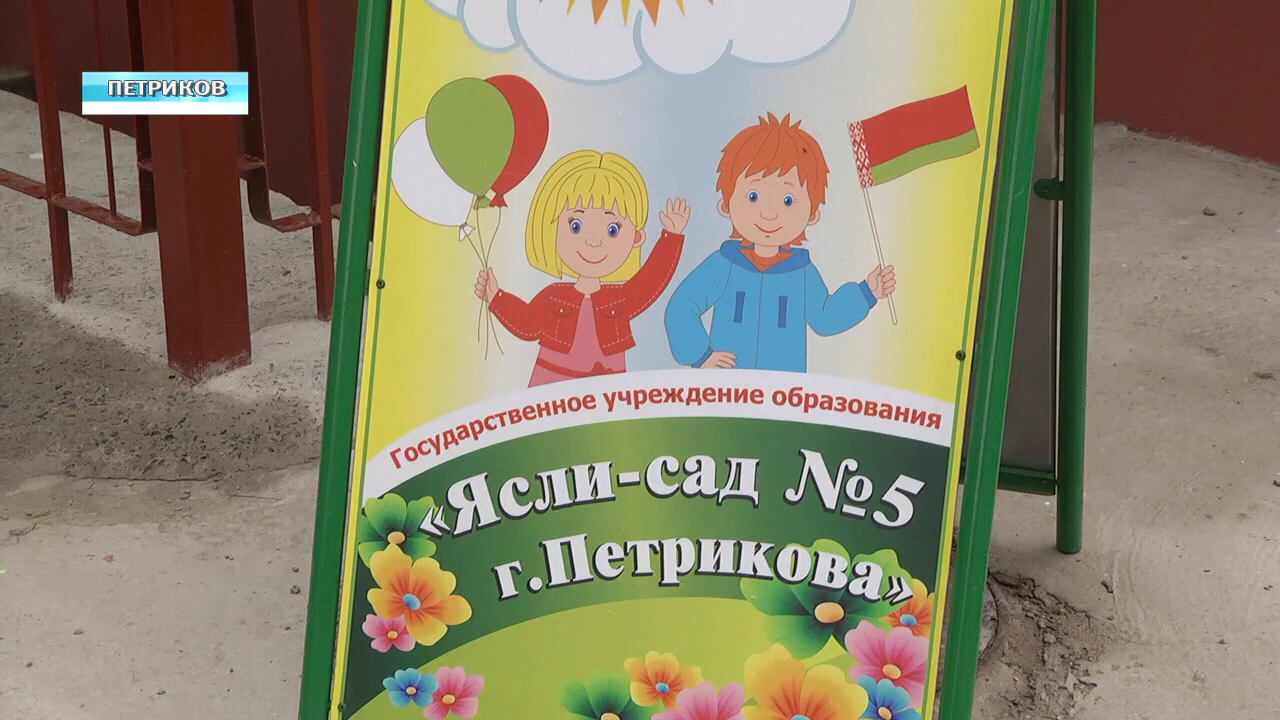 ПЕТРИКОВ
Государственное учреждение образования
«Ясли-сад №5
г.Петрикова»